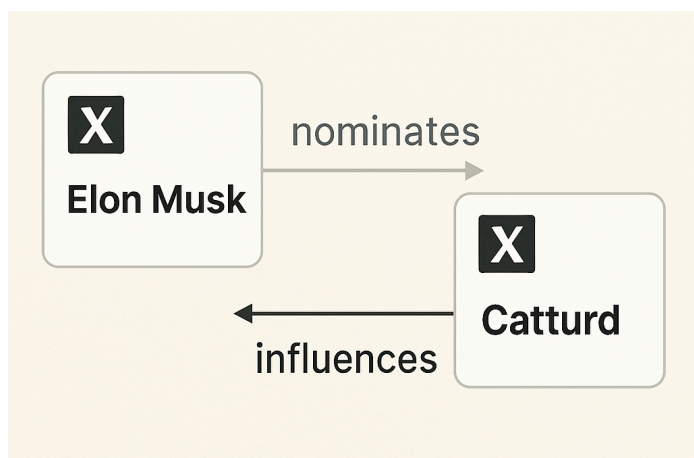 nominates
X
Elon Musk
X
Catturd
influences